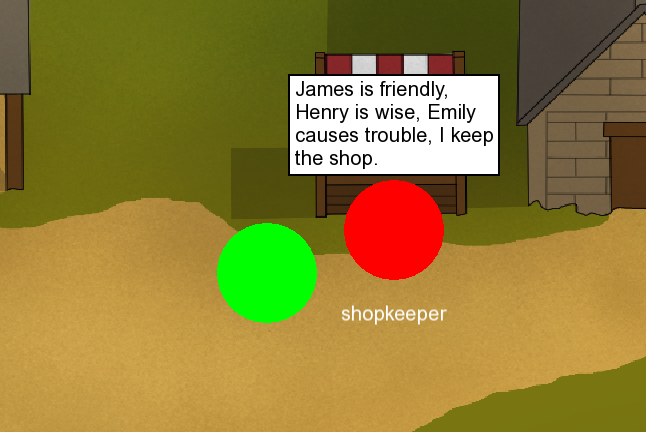 James is friendly,
Henry is wise, Emily
causes trouble, I keep
the shop.
shopkeeper